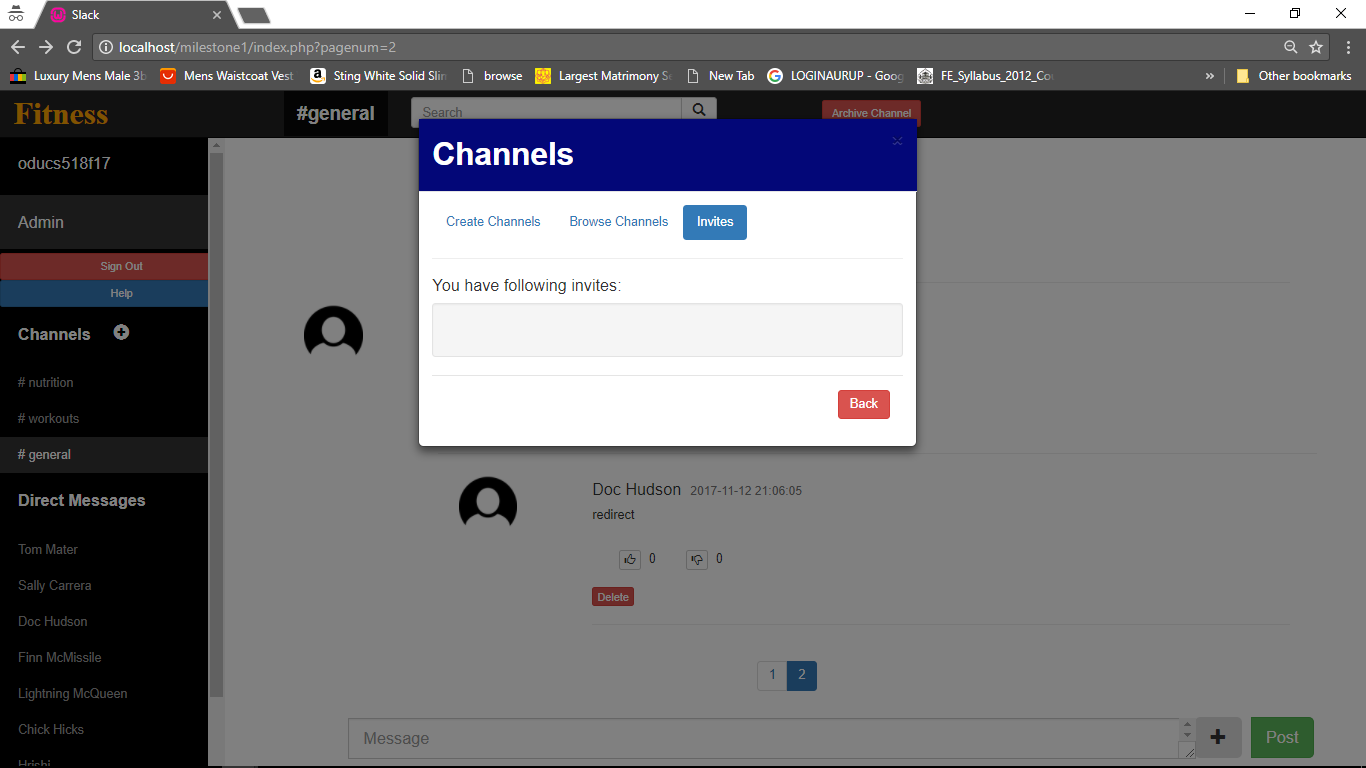 Slack
localhost/milestone1/index.php?pagenum=2
Luxury Mens Male 3b
Mens Waistcoat Vest
Sting White Solid Slin
browse
Largest Matrimony Se
New Tab
LOGINAURUP - Goog
FE_Syllabus_2012_Cou
»
Other bookmarks
Fitness
#general
Search
Archive Channel
oducs518f17
Admin
Sign Out
Help
Channels
# nutrition
# workouts
# general
Direct Messages
Tom Mater
Sally Carrera
Doc Hudson
Finn McMissile
Lightning McQueen
Chick Hicks
Hrishi
Channels
×
Create Channels
Browse Channels
Invites
You have following invites:
Back
Doc Hudson 2017-11-12 21:06:05
redirect
0 0
Delete
1 2
Message
Post